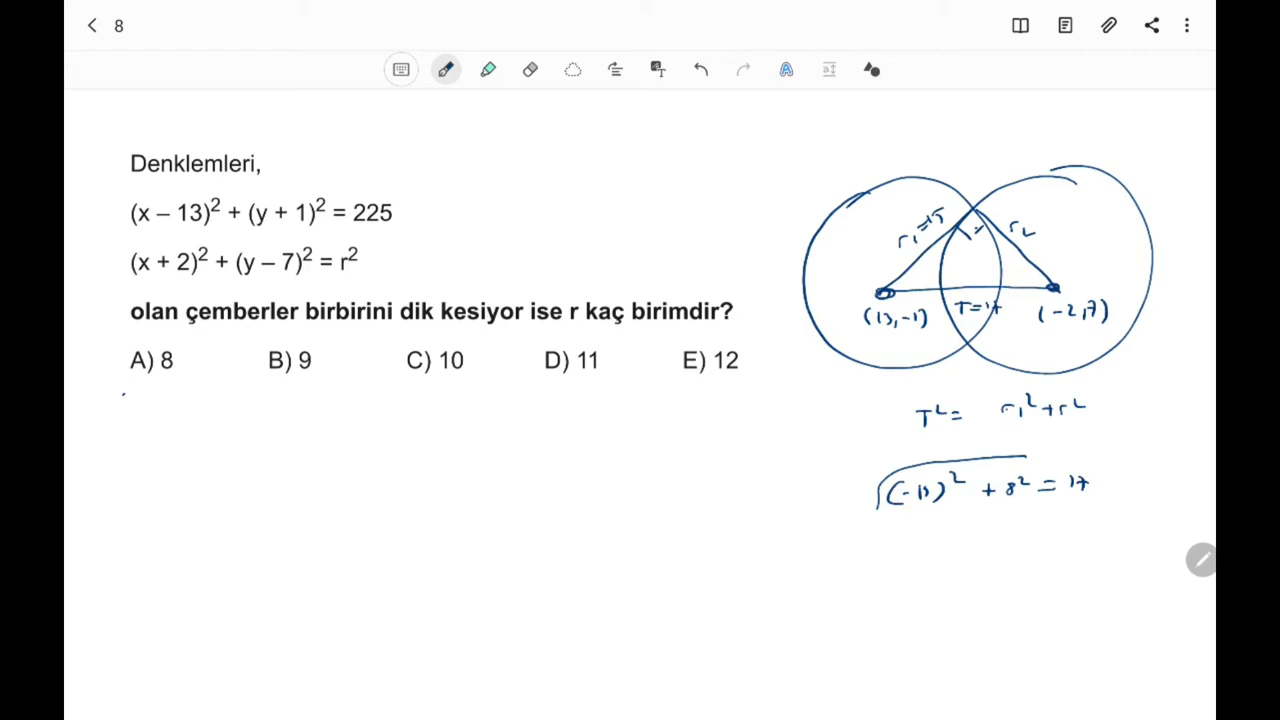 8
Denklemleri,
(x – 13)² + (y + 1)² = 225
(x + 2)² + (y – 7)² = r²
olan çemberler birbirini dik kesiyor ise r kaç birimdir?
A) 8 B) 9 C) 10 D) 11 E) 12
r₁=15 r₂
(13,-1) T=17 (-2,7)
T² = r₁² + r²
√(-15)² + 8² = 17